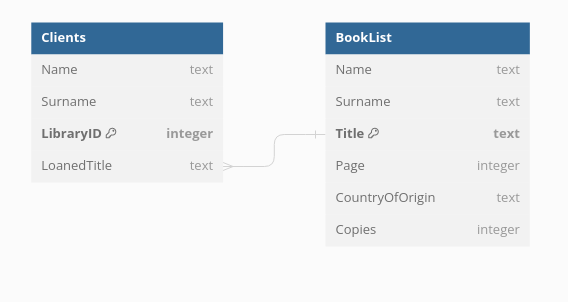 Clients
Name text
Surname text
LibraryID integer
LoanedTitle text
BookList
Name text
Surname text
Title text
Page integer
CountryOfOrigin text
Copies integer